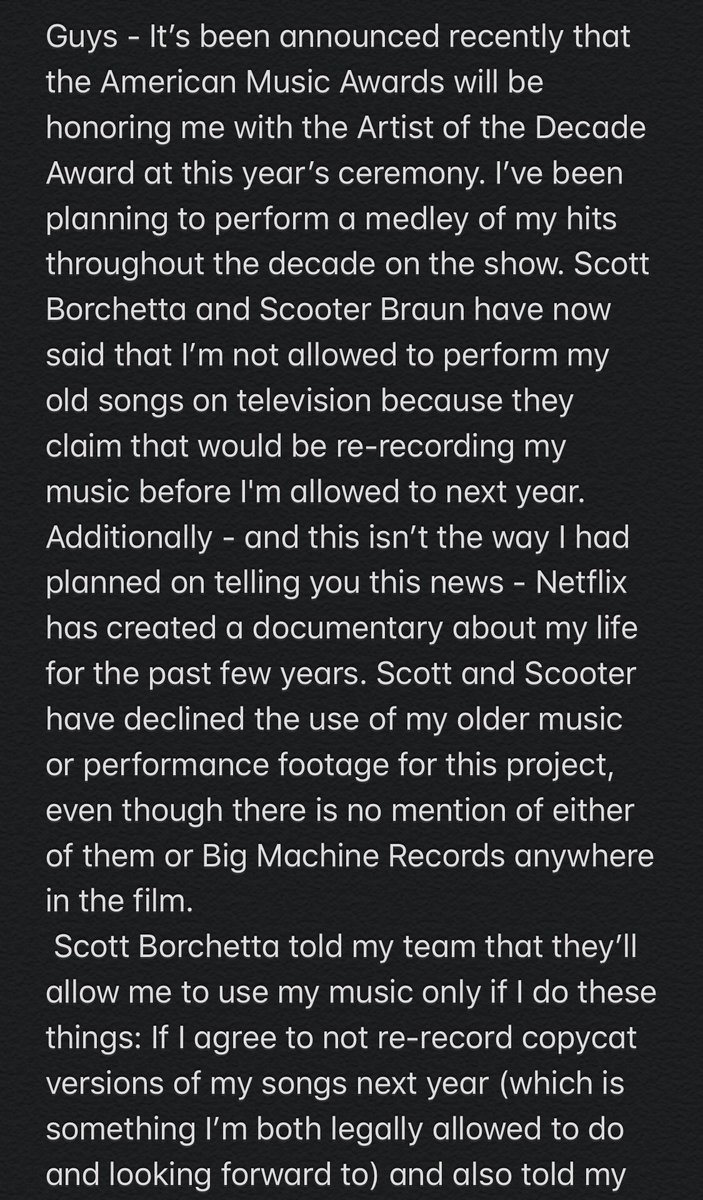 Guys - It’s been announced recently that
the American Music Awards will be
honoring me with the Artist of the Decade
Award at this year’s ceremony. I’ve been
planning to perform a medley of my hits
throughout the decade on the show. Scott
Borchetta and Scooter Braun have now
said that I’m not allowed to perform my
old songs on television because they
claim that would be re-recording my
music before I'm allowed to next year.
Additionally - and this isn’t the way I had
planned on telling you this news - Netflix
has created a documentary about my life
for the past few years. Scott and Scooter
have declined the use of my older music
or performance footage for this project,
even though there is no mention of either
of them or Big Machine Records anywhere
in the film.
Scott Borchetta told my team that they’ll
allow me to use my music only if I do these
things: If I agree to not re-record copycat
versions of my songs next year (which is
something I’m both legally allowed to do
and looking forward to) and also told my